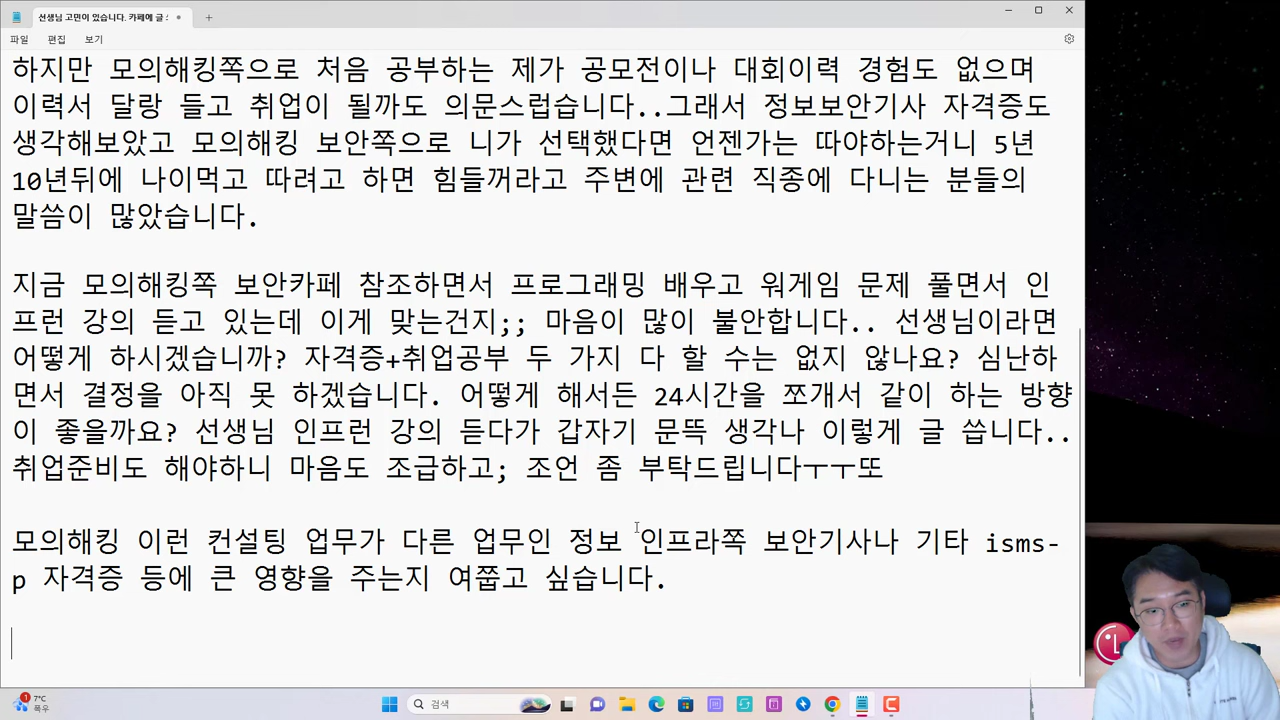 선생님 고민이 있습니다. 카페에 글
파일 편집 보기
하지만 모의해킹쪽으로 처음 공부하는 제가 공모전이나 대회이력 경험도 없으며
이력서 달랑 들고 취업이 될까도 의문스럽습니다..그래서 정보보안기사 자격증도
생각해보았고 모의해킹 보안쪽으로 니가 선택했다면 언젠가는 따야하는거니 5년
10년뒤에 나이먹고 따려고 하면 힘들꺼라고 주변에 관련 직종에 다니는 분들의
말씀이 많았습니다.
지금 모의해킹쪽 보안카페 참조하면서 프로그래밍 배우고 워게임 문제 풀면서 인
프런 강의 듣고 있는데 이게 맞는건지;; 마음이 많이 불안합니다.. 선생님이라면
어떻게 하시겠습니까? 자격증+취업공부 두 가지 다 할 수는 없지 않나요? 심난하
면서 결정을 아직 못 하겠습니다. 어떻게 해서든 24시간을 쪼개서 같이 하는 방향
이 좋을까요? 선생님 인프런 강의 듣다가 갑자기 문뜩 생각나 이렇게 글 씁니다..
취업준비도 해야하니 마음도 조급하고; 조언 좀 부탁드립니다ㅜㅜ또
모의해킹 이런 컨설팅 업무가 다른 업무인 정보 인프라쪽 보안기사나 기타 isms-
p 자격증 등에 큰 영향을 주는지 여쭙고 싶습니다.
LG
1
7°C
폭우
검색